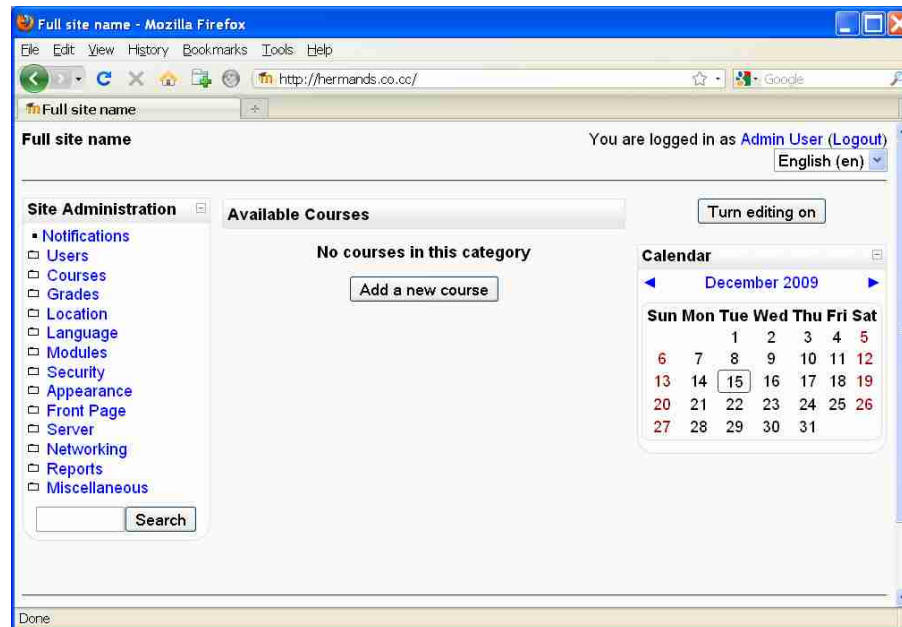 Full site name - Mozilla Firefox
File Edit View History Bookmarks Tools Help
http://hermands.co.cc/
Google
Full site name
Full site name
You are logged in as Admin User (Logout)
English (en)
Site Administration
Notifications
Users
Courses
Grades
Location
Language
Modules
Security
Appearance
Front Page
Server
Networking
Reports
Miscellaneous
Search
Available Courses
No courses in this category
Add a new course
Turn editing on
Calendar
December 2009
Sun Mon Tue Wed Thu Fri Sat
1 2 3 4 5
6 7 8 9 10 11 12
13 14 15 16 17 18 19
20 21 22 23 24 25 26
27 28 29 30 31
Done